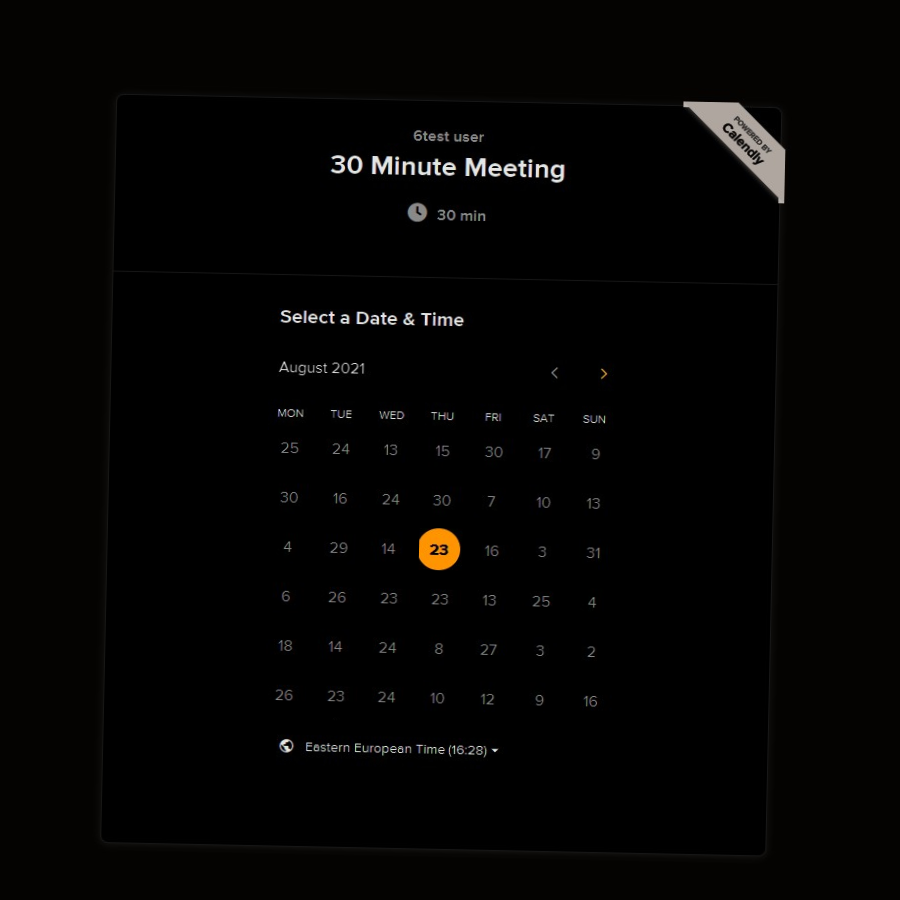 POWERED BY
Calendly
6test user
30 Minute Meeting
30 min
Select a Date & Time
August 2021
MON TUE WED THU FRI SAT SUN
25 24 13 15 30 17 9
30 16 24 30 7 10 13
4 29 14 23 16 3 31
6 26 23 23 13 25 4
18 14 24 8 27 3 2
26 23 24 10 12 9 16
Eastern European Time (16:28)